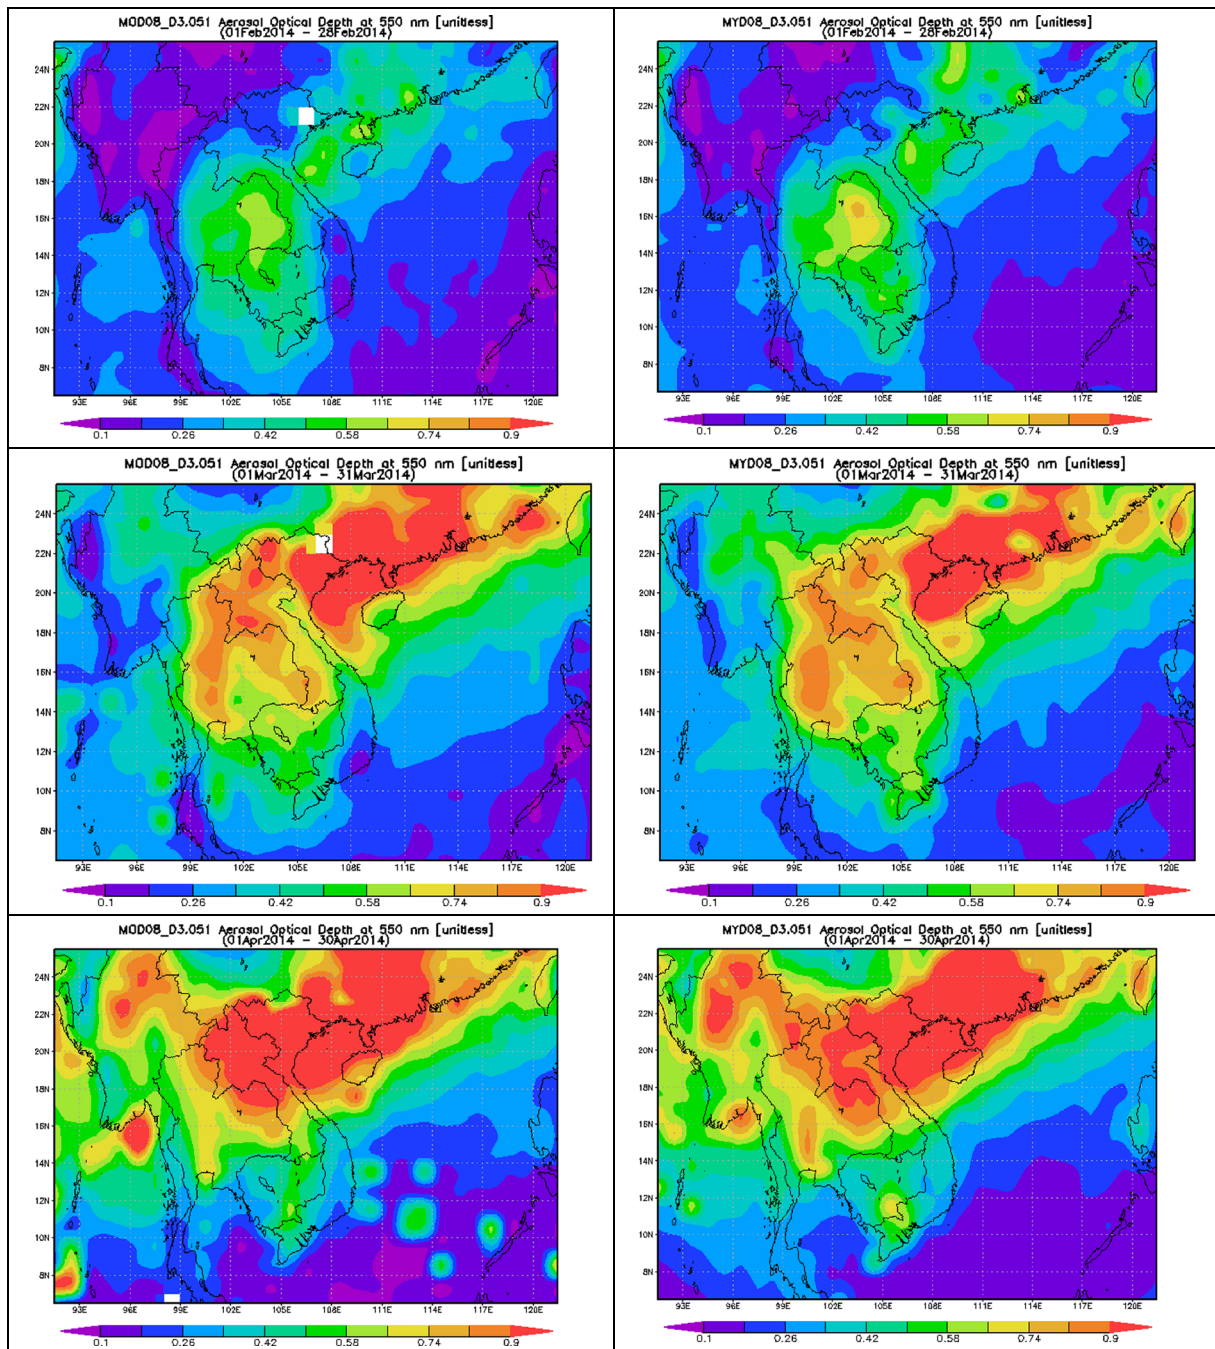 MOD08_D3.051 Aerosol Optical Depth at 550 nm [unitless]
(01Feb2014 - 28Feb2014)
24N
22N
20N
18N
16N
14N
12N
10N
8N
93E 96E 99E 102E 105E 108E 111E 114E 117E 120E
0.1 0.26 0.42 0.58 0.74 0.9
MYD08_D3.051 Aerosol Optical Depth at 550 nm [unitless]
(01Feb2014 - 28Feb2014)
24N
22N
20N
18N
16N
14N
12N
10N
8N
93E 96E 99E 102E 105E 108E 111E 114E 117E 120E
0.1 0.26 0.42 0.58 0.74 0.9
MOD08_D3.051 Aerosol Optical Depth at 550 nm [unitless]
(01Mar2014 - 31Mar2014)
24N
22N
20N
18N
16N
14N
12N
10N
8N
93E 96E 99E 102E 105E 108E 111E 114E 117E 120E
0.1 0.26 0.42 0.58 0.74 0.9
MYD08_D3.051 Aerosol Optical Depth at 550 nm [unitless]
(01Mar2014 - 31Mar2014)
24N
22N
20N
18N
16N
14N
12N
10N
8N
93E 96E 99E 102E 105E 108E 111E 114E 117E 120E
0.1 0.26 0.42 0.58 0.74 0.9
MOD08_D3.051 Aerosol Optical Depth at 550 nm [unitless]
(01Apr2014 - 30Apr2014)
24N
22N
20N
18N
16N
14N
12N
10N
8N
93E 96E 99E 102E 105E 108E 111E 114E 117E 120E
0.1 0.26 0.42 0.58 0.74 0.9
MYD08_D3.051 Aerosol Optical Depth at 550 nm [unitless]
(01Apr2014 - 30Apr2014)
24N
22N
20N
18N
16N
14N
12N
10N
8N
93E 96E 99E 102E 105E 108E 111E 114E 117E 120E
0.1 0.26 0.42 0.58 0.74 0.9